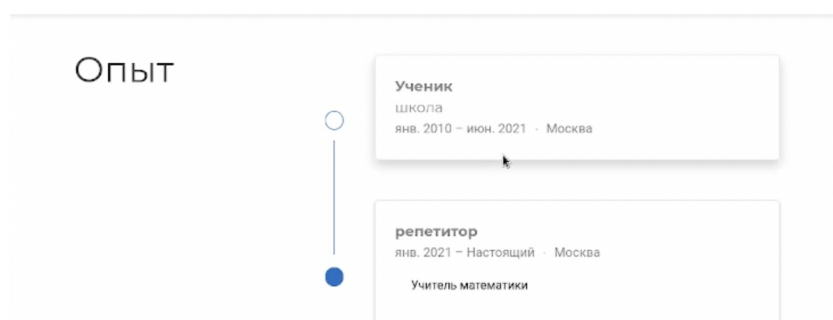 Опыт
Ученик
школа
янв. 2010 – июн. 2021 · Москва
репетитор
янв. 2021 – Настоящий · Москва
Учитель математики